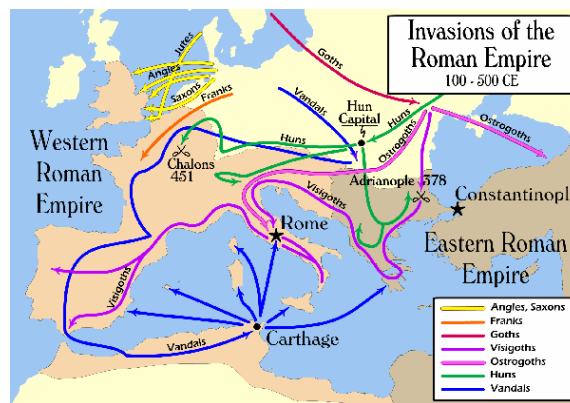 Invasions of the
Roman Empire
100 - 500 CE
Jutes
Angles
Saxons
Franks
Goths
Vandals
Hun
Capital
Huns
Huns
Ostrogoths
Ostrogoths
Western
Roman
Empire
Chalons
451
Adrianople 378
Visigoths
Constantinopl
Rome
Eastern Roman
Empire
Visigoths
Vandals
Carthage
Angles, Saxons
Franks
Goths
Visigoths
Ostrogoths
Huns
Vandals